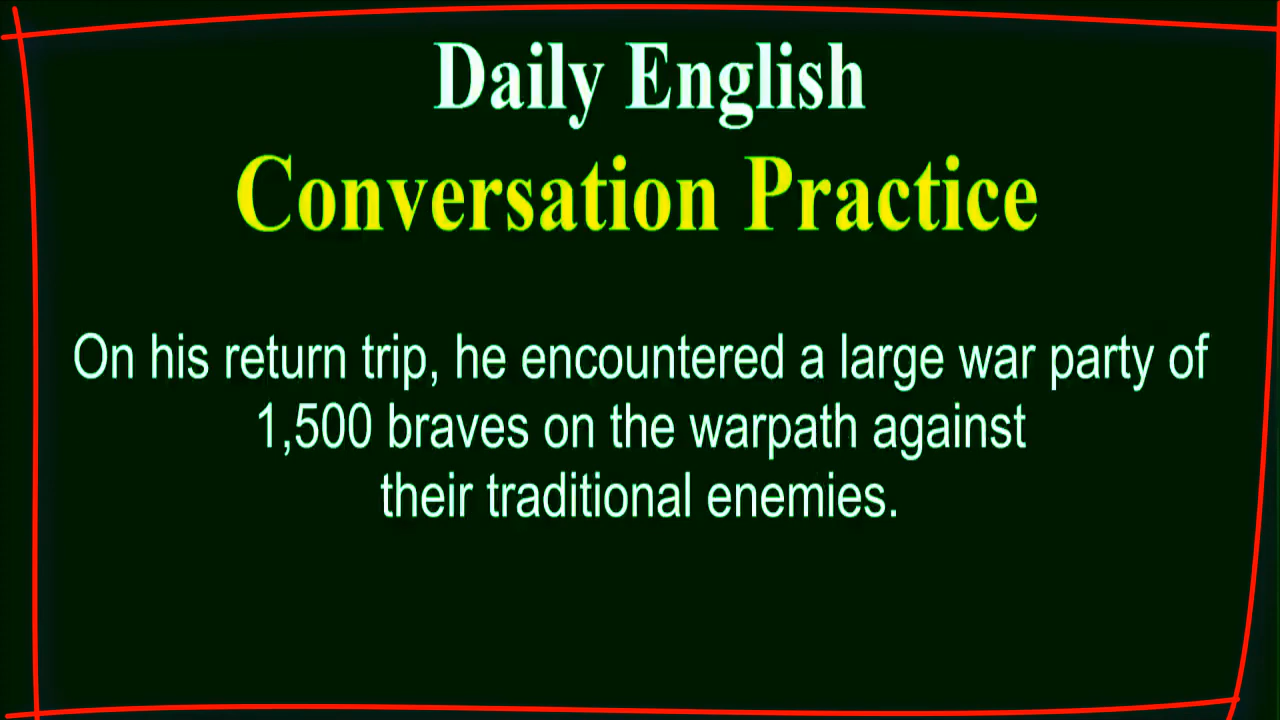 Daily English
Conversation Practice
On his return trip, he encountered a large war party of
1,500 braves on the warpath against
their traditional enemies.